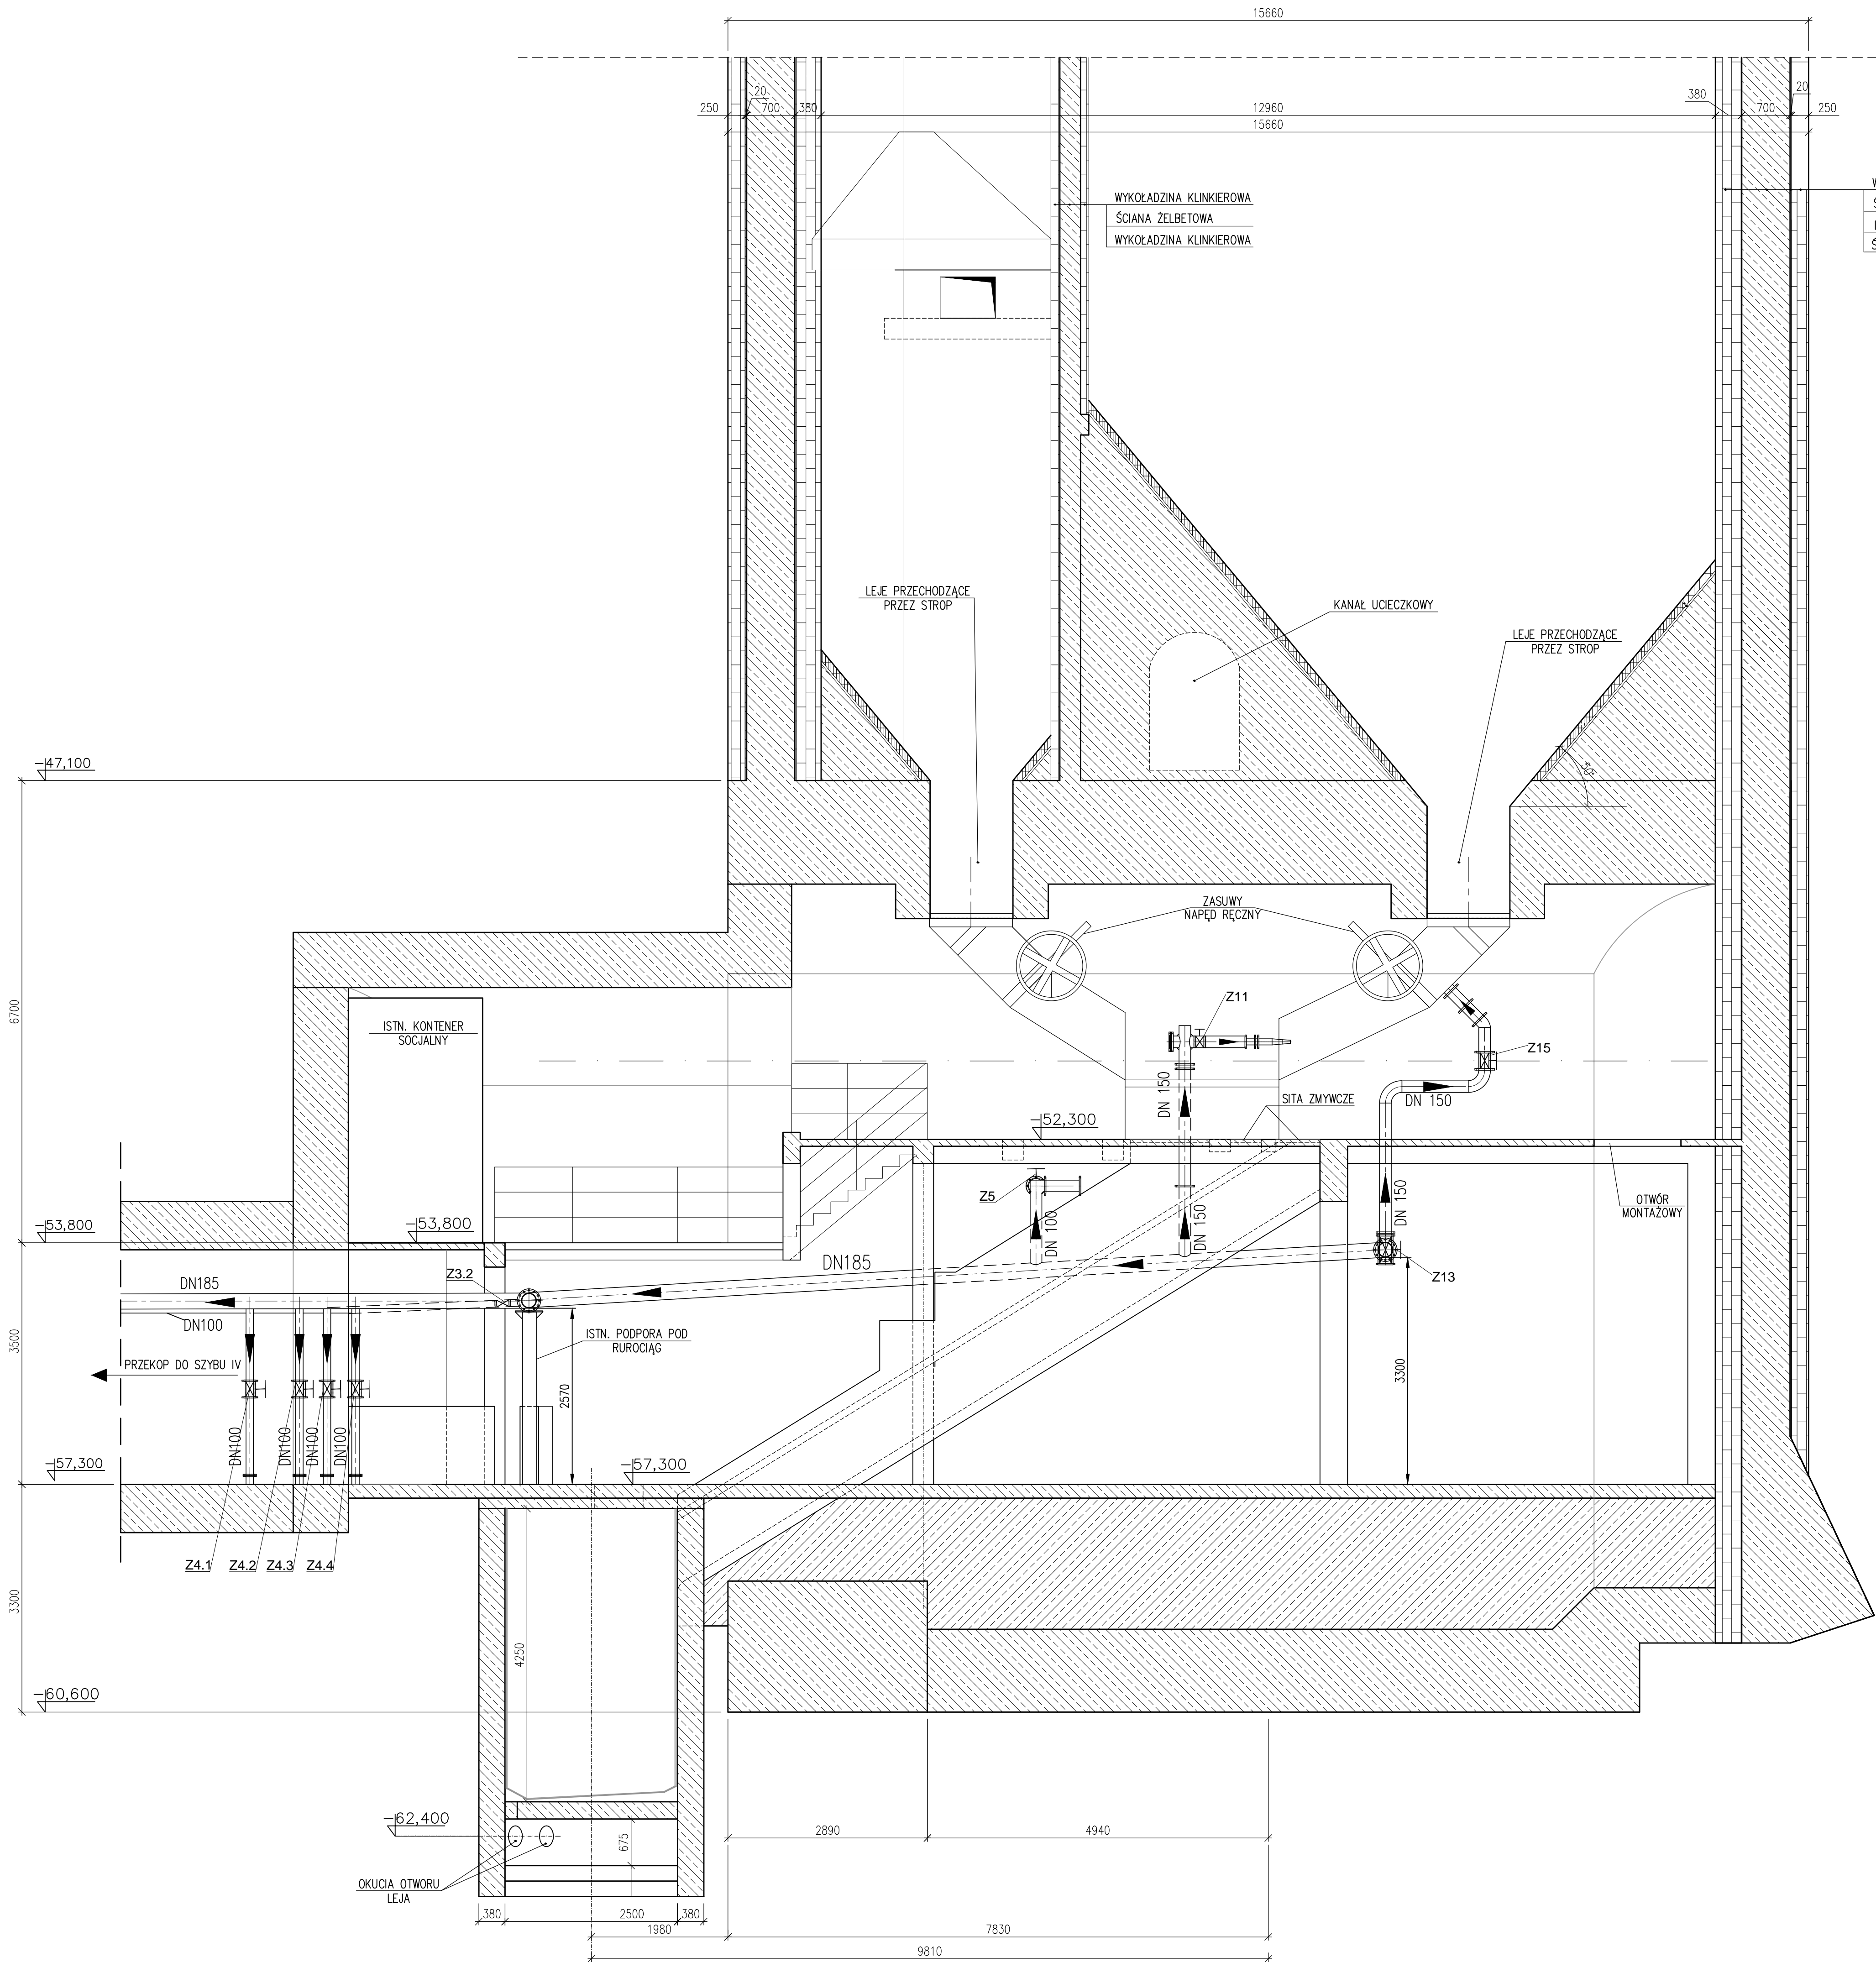 15660
250
20
700
380
12960
15660
380
700
20
250
WYKOŁADZINA KLINKIEROWA
ŚCIANA ŻELBETOWA
WYKOŁADZINA KLINKIEROWA
LEJE PRZECHODZĄCE
PRZEZ STROP
KANAŁ UCIECZKOWY
LEJE PRZECHODZĄCE
PRZEZ STROP
50°
-47,100
ZASUWY
NAPĘD RĘCZNY
6700
ISTN. KONTENER
SOCJALNY
Z11
Z15
DN 150
DN 150
SITA ZMYWCZE
-52,300
Z5
DN 100
DN 150
DN 150
OTWÓR
MONTAŻOWY
-53,800
-53,800
DN185
Z3.2
DN185
Z13
DN100
ISTN. PODPORA POD
RUROCIĄG
PRZEKOP DO SZYBU IV
3500
2570
3300
DN100
DN100
DN100
DN100
-57,300
-57,300
Z4.1
Z4.2
Z4.3
Z4.4
3300
4250
-60,600
-62,400
675
2890
4940
OKUCIA OTWORU
LEJA
380
2500
380
1980
7830
9810